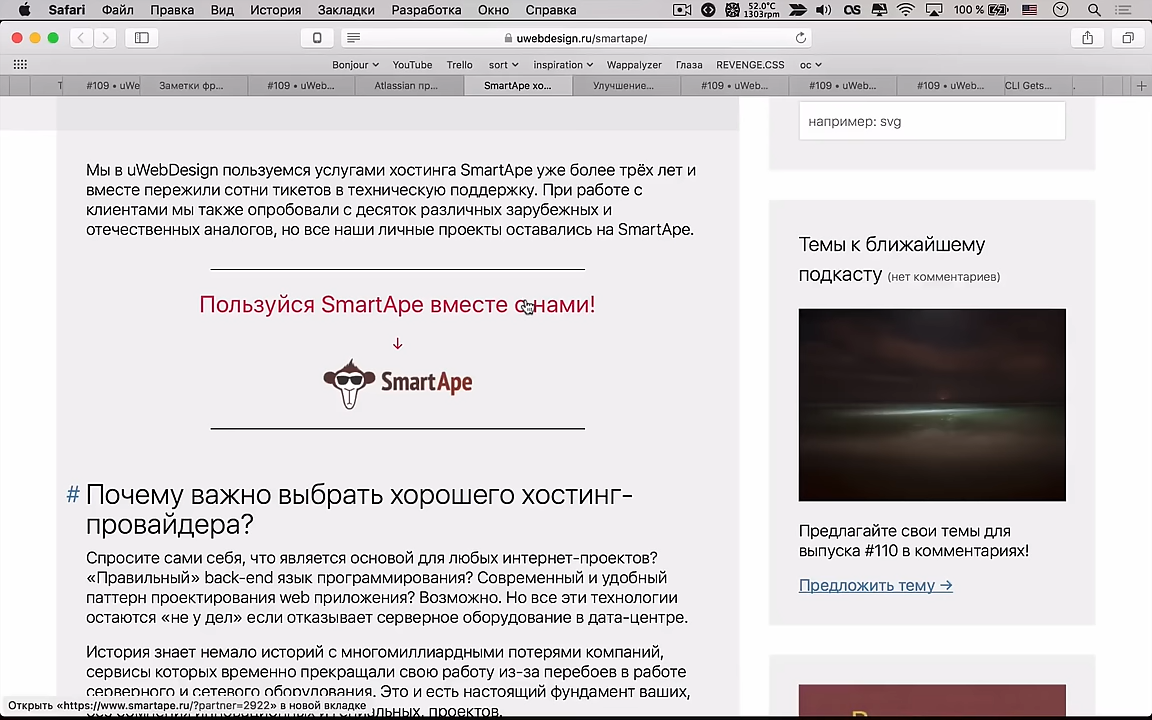 Safari Файл Правка Вид История Закладки Разработка Окно Справка 52.0°C 1303rpm 100 %
uwebdesign.ru/smartape/
Bonjour YouTube Trello sort inspiration Wappalyzer Глаза REVENGE.CSS ос
#109 • uWe Заметки фр... #109 • uWeb... Atlassian пр... SmartApe хо... Улучшение... #109 • uWeb... #109 • uWeb... #109 • uWeb... CLI Gets...
например: svg
Мы в uWebDesign пользуемся услугами хостинга SmartApe уже более трёх лет и
вместе пережили сотни тикетов в техническую поддержку. При работе с
клиентами мы также опробовали с десяток различных зарубежных и
отечественных аналогов, но все наши личные проекты оставались на SmartApe.
Пользуйся SmartApe вместе с нами!
↓
SmartApe
# Почему важно выбрать хорошего хостинг-
провайдера?
Спросите сами себя, что является основой для любых интернет-проектов?
«Правильный» back-end язык программирования? Современный и удобный
паттерн проектирования web приложения? Возможно. Но все эти технологии
остаются «не у дел» если отказывает серверное оборудование в дата-центре.
История знает немало историй с многомиллиардными потерями компаний,
сервисы которых временно прекращали свою работу из-за перебоев в работе
серверного и сетевого оборудования. Это и есть настоящий фундамент ваших,
проектов.
Темы к ближайшему
подкасту (нет комментариев)
Предлагайте свои темы для
выпуска #110 в комментариях!
Предложить тему →
Открыть «https://www.smartape.ru/?partner=2922» в новой вкладке